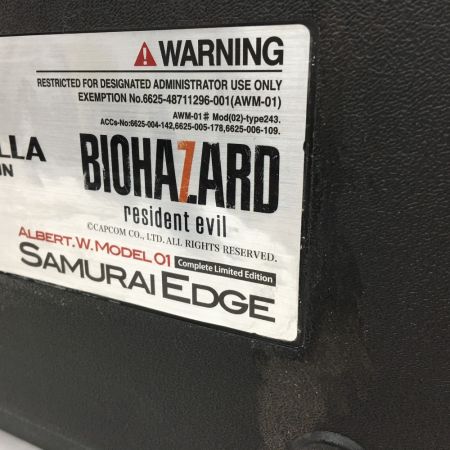 ⚠ WARNING
RESTRICTED FOR DESIGNATED ADMINISTRATOR USE ONLY
EXEMPTION No.6625-48711296-001(AWM-01)
AWM-01# Mod(02)-type243.
ACCs-No:6625-004-142,6625-005-178,6625-006-109.
BIOHAZARD
resident evil
©CAPCOM CO., LTD. ALL RIGHTS RESERVED.
ALBERT.W.MODEL 01 Complete Limited Edition
SAMURAI EDGE